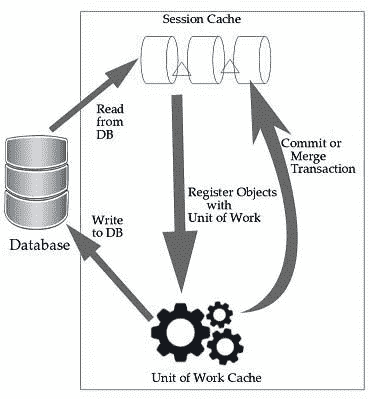 Session Cache
Read
from
DB
Commit or
Merge
Transaction
Register Objects
with
Unit of Work
Write
to DB
Database
Unit of Work Cache